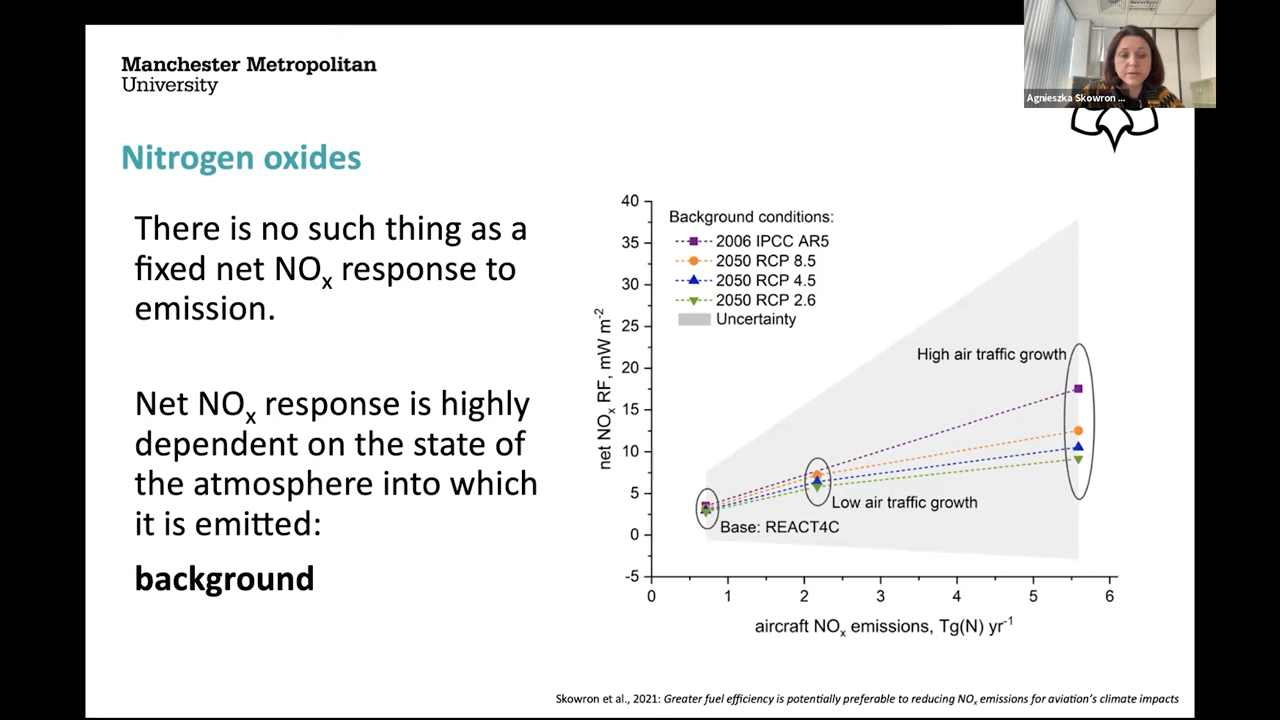 Manchester Metropolitan
University
Agnieszka Skowron ...
Nitrogen oxides
There is no such thing as a
fixed net NOx response to
emission.
Net NOx response is highly
dependent on the state of
the atmosphere into which
it is emitted:
background
40
35
30
25
20
15
10
5
0
-5
net NOx RF, mW m-2
Background conditions:
2006 IPCC AR5
2050 RCP 8.5
2050 RCP 4.5
2050 RCP 2.6
Uncertainty
High air traffic growth
Low air traffic growth
Base: REACT4C
0 1 2 3 4 5 6
aircraft NOx emissions, Tg(N) yr-1
Skowron et al., 2021: Greater fuel efficiency is potentially preferable to reducing NOx emissions for aviation's climate impacts